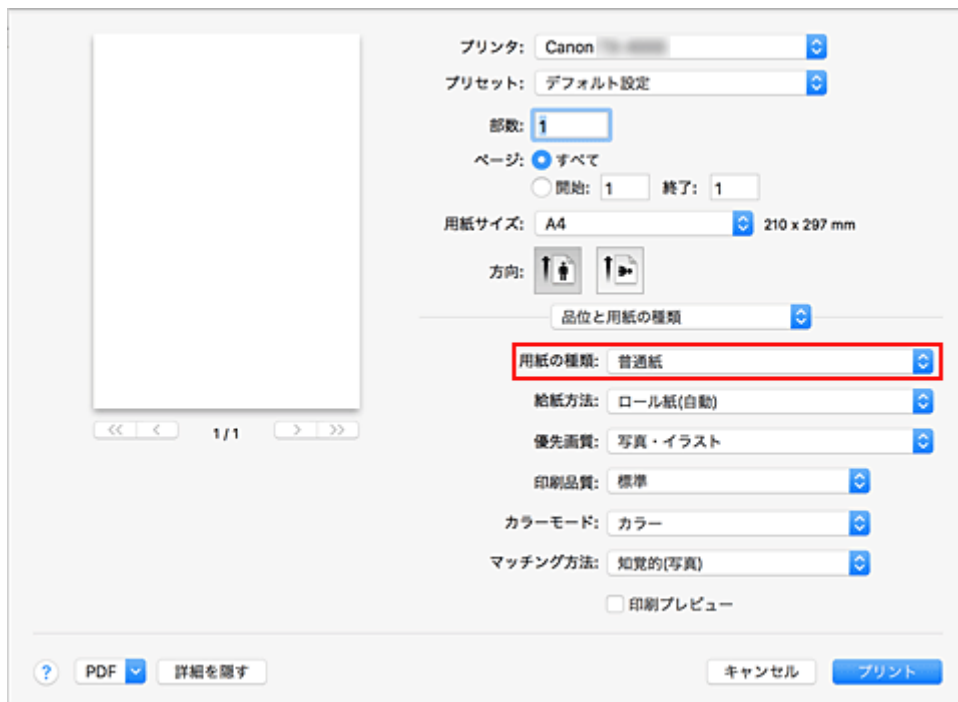 プリンタ: Canon
プリセット: デフォルト設定
部数: 1
ページ: すべて
開始: 1 終了: 1
用紙サイズ: A4 210 x 297 mm
方向:
品位と用紙の種類
用紙の種類: 普通紙
給紙方法: ロール紙(自動)
<< < 1 / 1 > >>
優先画質: 写真・イラスト
印刷品質: 標準
カラーモード: カラー
マッチング方法: 知覚的(写真)
印刷プレビュー
? PDF 詳細を隠す キャンセル プリント